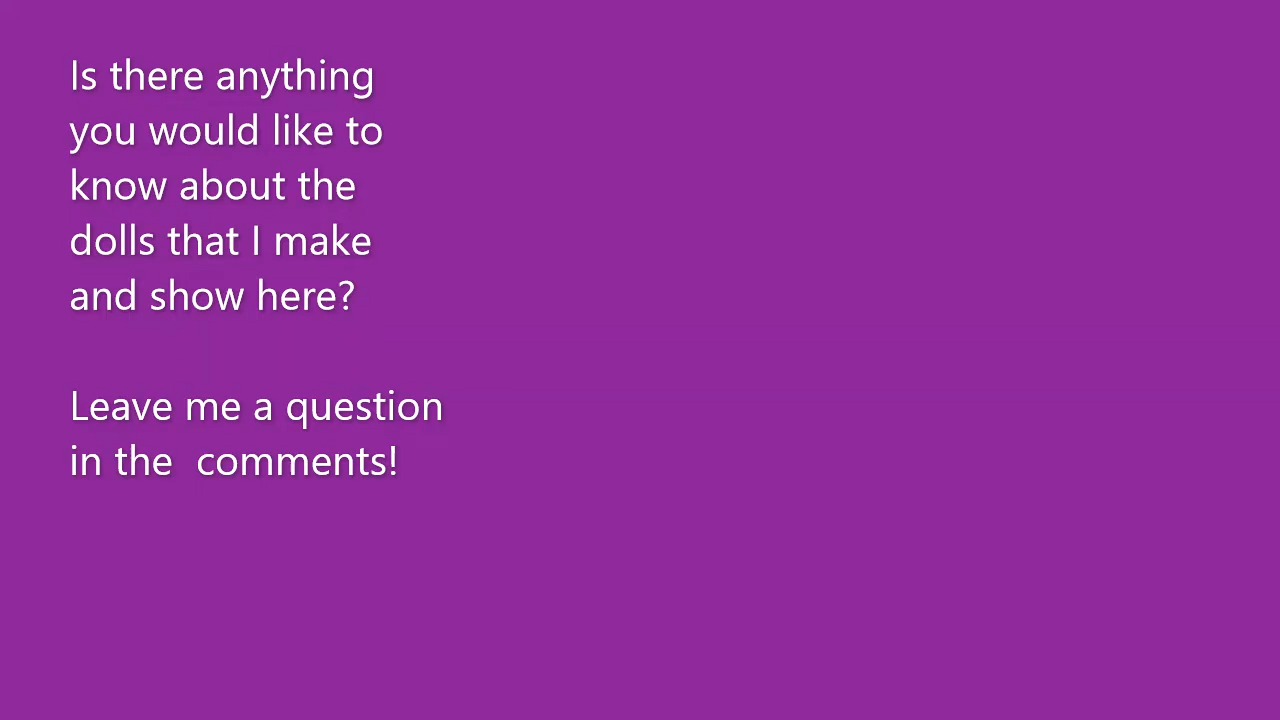 Is there anything
you would like to
know about the
dolls that I make
and show here?
Leave me a question
in the  comments!